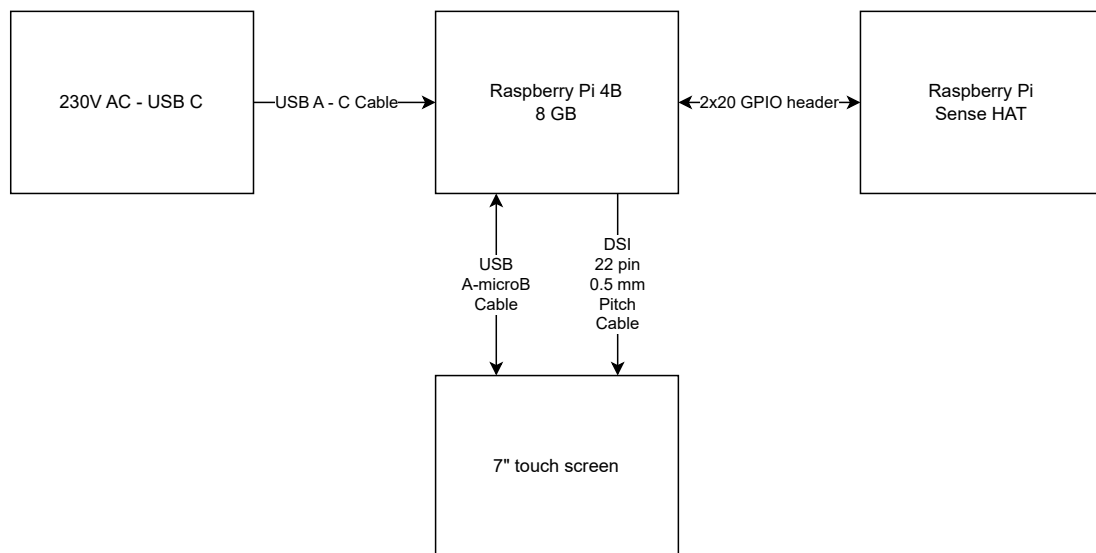 230V AC - USB C
USB A - C Cable
Raspberry Pi 4B
8 GB
2x20 GPIO header
Raspberry Pi
Sense HAT
USB
A-microB
Cable
DSI
22 pin
0.5 mm
Pitch
Cable
7" touch screen